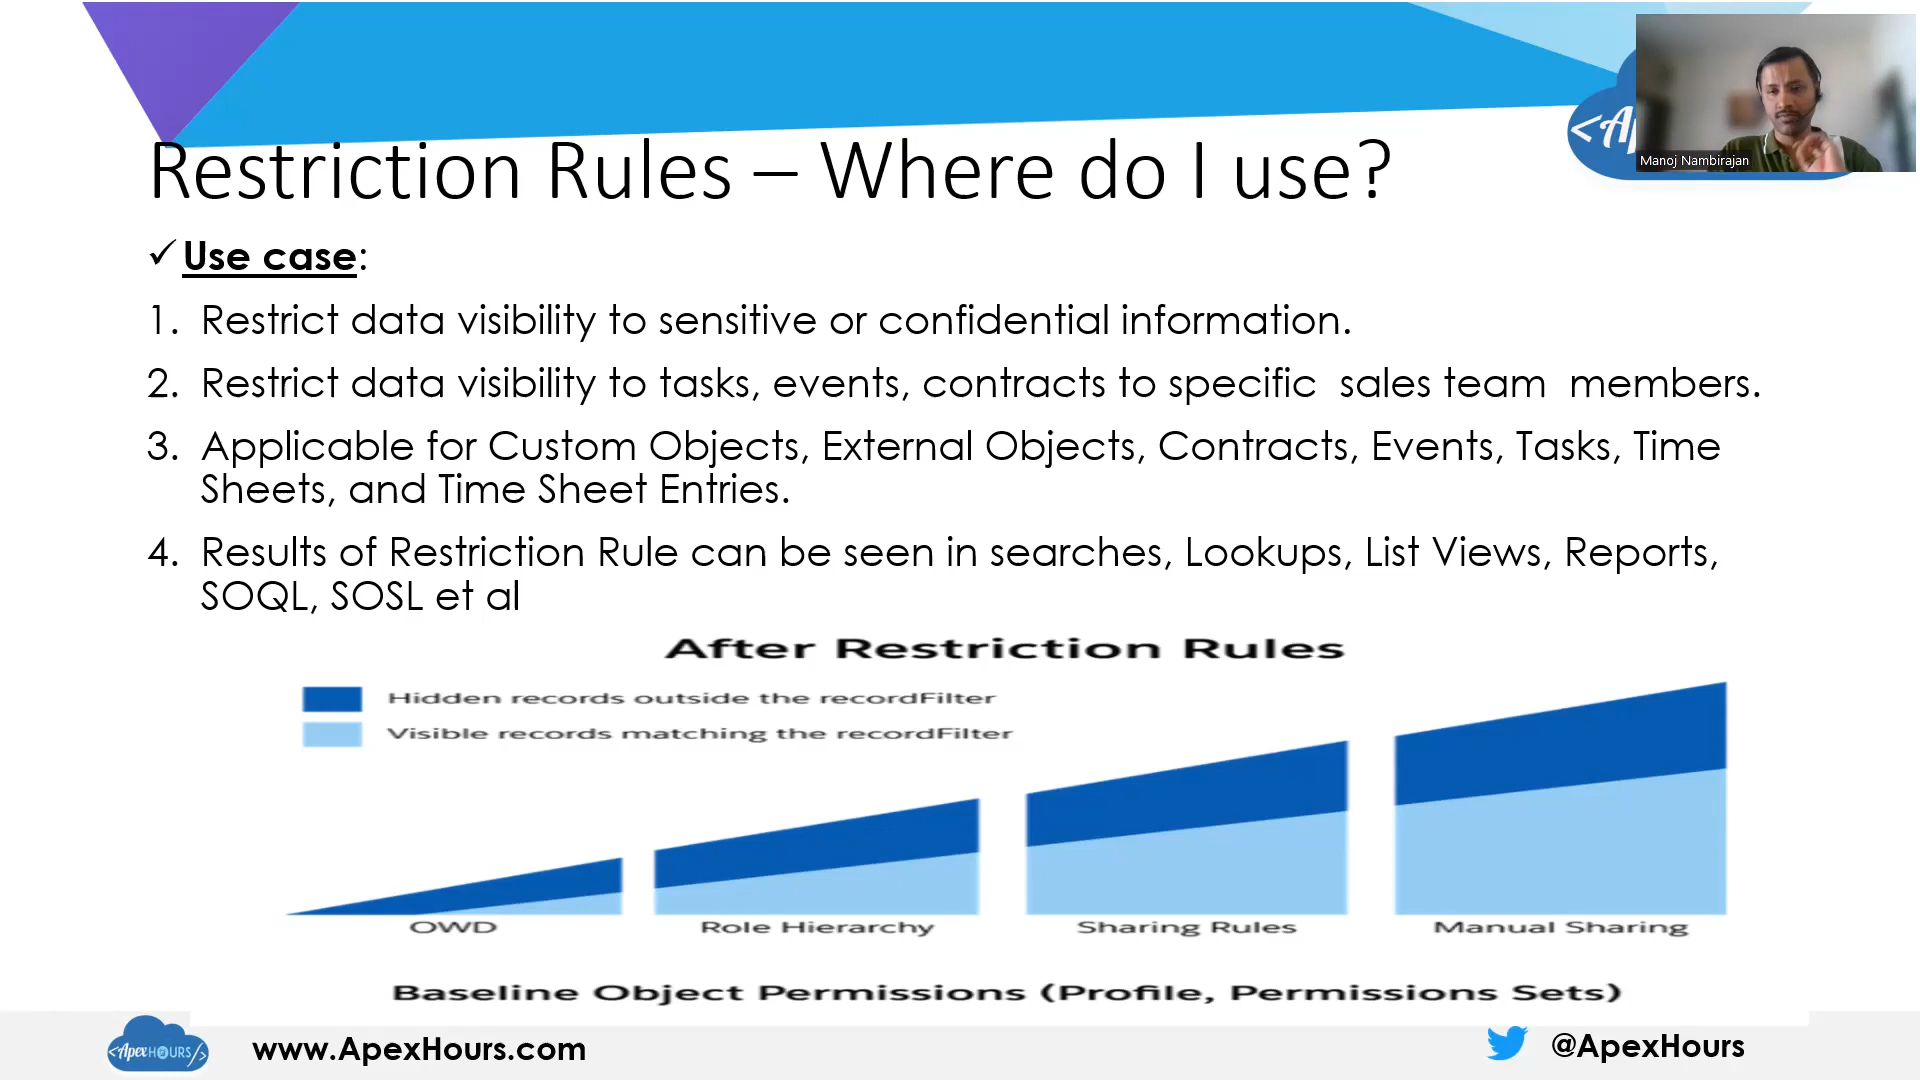 Restriction Rules – Where do I use?
<Ap
Manoj Nambirajan
✓ Use case:
1. Restrict data visibility to sensitive or confidential information.
2. Restrict data visibility to tasks, events, contracts to specific sales team members.
3. Applicable for Custom Objects, External Objects, Contracts, Events, Tasks, Time
Sheets, and Time Sheet Entries.
4. Results of Restriction Rule can be seen in searches, Lookups, List Views, Reports,
SOQL, SOSL et al
After Restriction Rules
Hidden records outside the recordFilter
Visible records matching the recordFilter
OWD Role Hierarchy Sharing Rules Manual Sharing
Baseline Object Permissions (Profile, Permissions Sets)
<ApexHOURS/> www.ApexHours.com @ApexHours